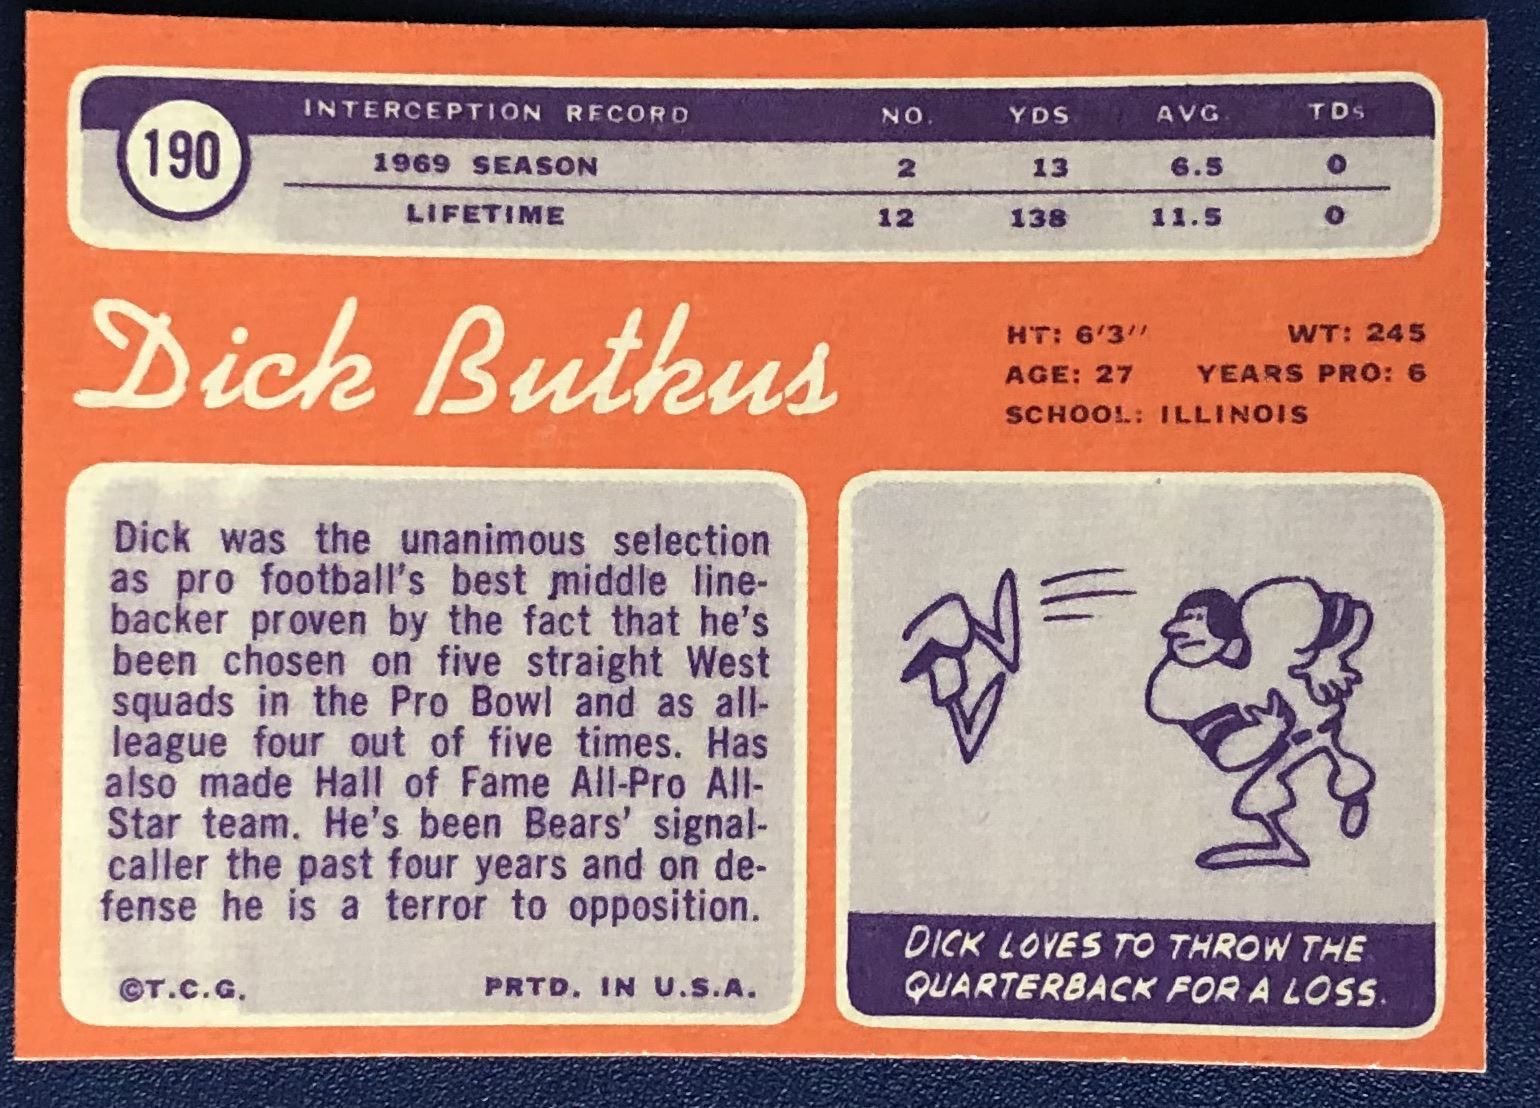 190
INTERCEPTION RECORD NO. YDS AVG. TDs
1969 SEASON 2 13 6.5 0
LIFETIME 12 138 11.5 0
Dick Butkus
HT: 6'3'' WT: 245
AGE: 27 YEARS PRO: 6
SCHOOL: ILLINOIS
Dick was the unanimous selection
as pro football's best middle line-
backer proven by the fact that he's
been chosen on five straight West
squads in the Pro Bowl and as all-
league four out of five times. Has
also made Hall of Fame All-Pro All-
Star team. He's been Bears' signal-
caller the past four years and on de-
fense he is a terror to opposition.
©T.C.G. PRTD. IN U.S.A.
DICK LOVES TO THROW THE
QUARTERBACK FOR A LOSS.